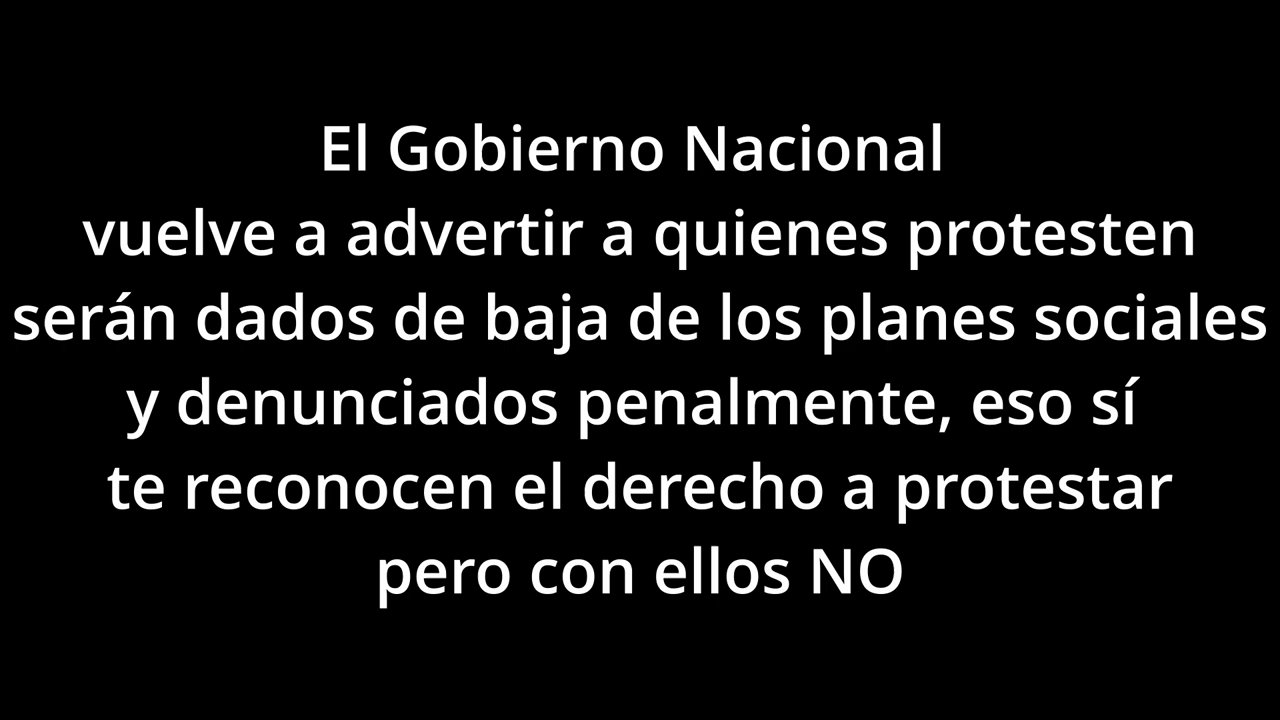 El Gobierno Nacional
vuelve a advertir a quienes protesten
serán dados de baja de los planes sociales
y denunciados penalmente, eso sí
te reconocen el derecho a protestar
pero con ellos NO